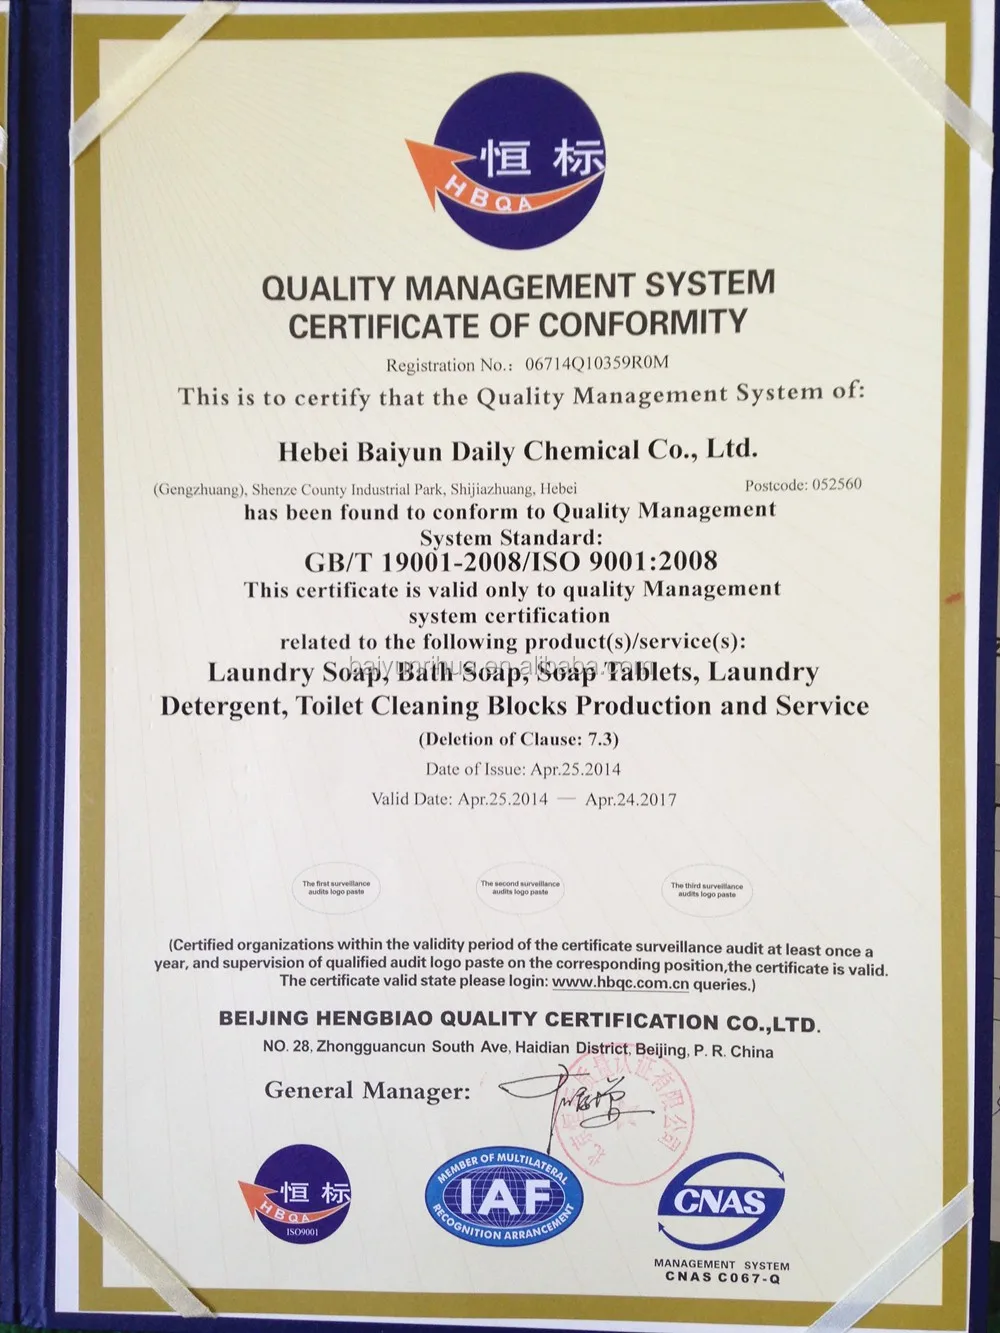 恒 标
HBQA
QUALITY MANAGEMENT SYSTEM
CERTIFICATE OF CONFORMITY
Registration No.: 06714Q10359R0M
This is to certify that the Quality Management System of:
Hebei Baiyun Daily Chemical Co., Ltd.
(Gengzhuang), Shenze County Industrial Park, Shijiazhuang, Hebei Postcode: 052560
has been found to conform to Quality Management
System Standard:
GB/T 19001-2008/ISO 9001:2008
This certificate is valid only to quality Management
system certification
related to the following product(s)/service(s):
baiyunrihua.en.alibaba.com
Laundry Soap, Bath Soap, Soap Tablets, Laundry
Detergent, Toilet Cleaning Blocks Production and Service
(Deletion of Clause: 7.3)
Date of Issue: Apr.25.2014
Valid Date: Apr.25.2014 — Apr.24.2017
The first surveillance
audits logo paste
The second surveillance
audits logo paste
The third surveillance
audits logo paste
(Certified organizations within the validity period of the certificate surveillance audit at least once a
year, and supervision of qualified audit logo paste on the corresponding position,the certificate is valid.
The certificate valid state please login: www.hbqc.com.cn queries.)
BEIJING HENGBIAO QUALITY CERTIFICATION CO.,LTD.
NO. 28, Zhongguancun South Ave, Haidian District, Beijing, P. R. China
General Manager:
恒 标
HBQA
ISO9001
MEMBER OF MULTILATERAL
IAF
RECOGNITION ARRANGEMENT
CNAS
MANAGEMENT SYSTEM
CNAS C067-Q